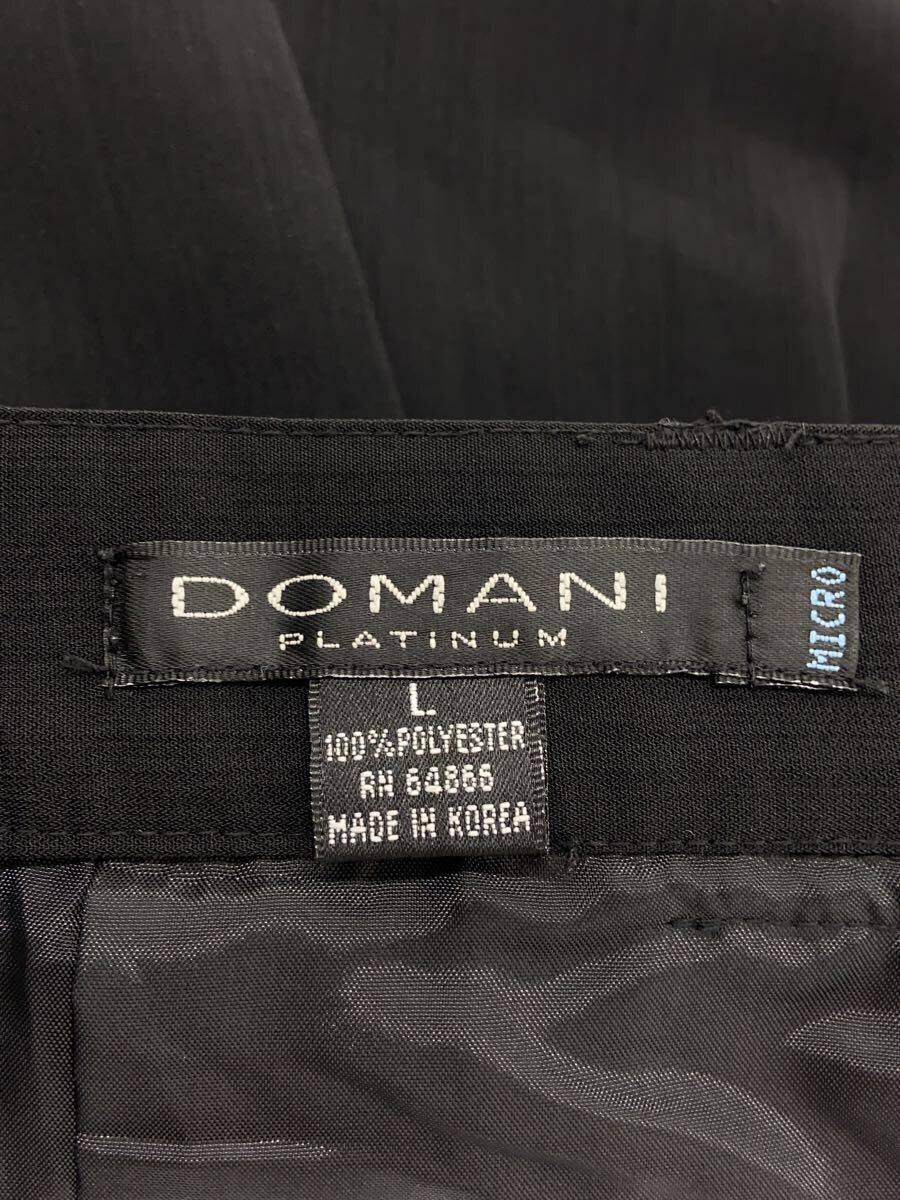 DOMANI
PLATINUM
MICRO
L
100%POLYESTER
RN 64866
MADE IN KOREA